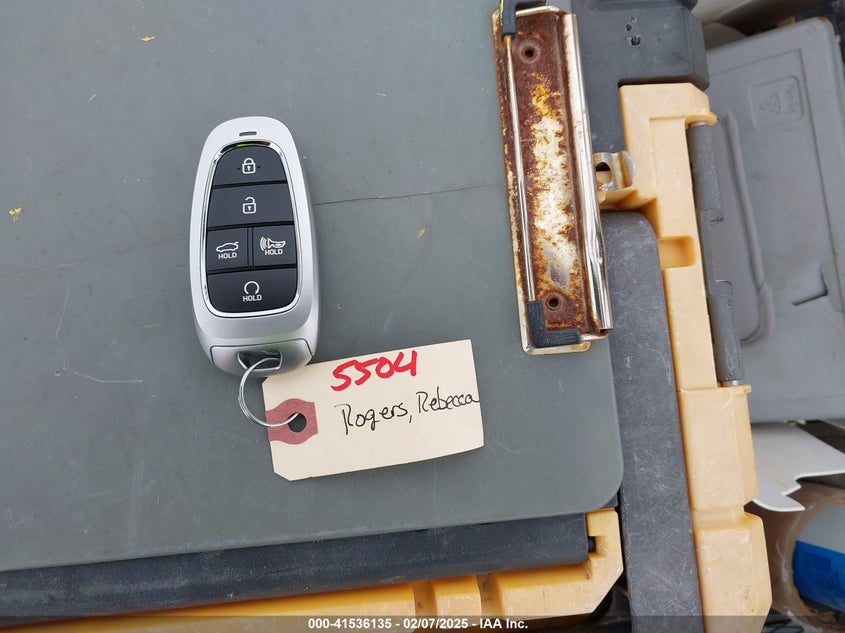 HOLD
HOLD
HOLD
5504
Rogers, Rebecca
000-41536135 - 02/07/2025 - IAA Inc.